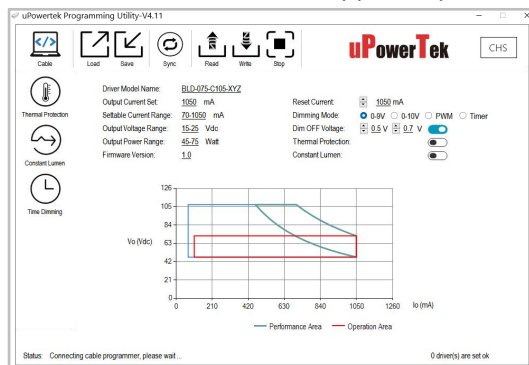 uPowertek Programming Utility-V4.11
Cable
Load
Save
Sync
Read
Write
Stop
uPowerTek
CHS
Thermal Protection
Constant Lumen
Time Dimming
Driver Model Name: BLD-075-C105-XYZ
Output Current Set: 1050 mA
Settable Current Range: 70-1050 mA
Output Voltage Range: 15-25 Vdc
Output Power Range: 45-75 Watt
Firmware Version: 1.0
Reset Current: 1050 mA
Dimming Mode: 0-9V 0-10V PWM Timer
Dim OFF Voltage: 0.5 V 0.7 V
Thermal Protection:
Constant Lumen:
Vo (Vdc)
126
105
84
63
42
21
0
0 210 420 630 840 1050 1260 Io (mA)
Performance Area Operation Area
Status: Connecting cable programmer, please wait ... 0 driver(s) are set ok